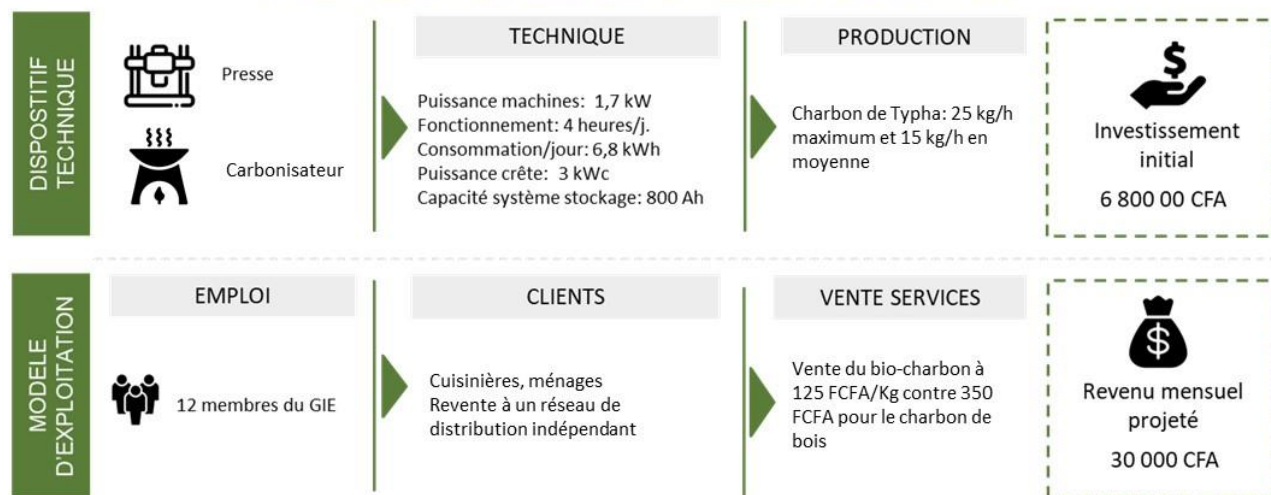 DISPOSTITIF
TECHNIQUE
Presse
Carbonisateur
TECHNIQUE
Puissance machines: 1,7 kW
Fonctionnement: 4 heures/j.
Consommation/jour: 6,8 kWh
Puissance crête: 3 kWc
Capacité système stockage: 800 Ah
PRODUCTION
Charbon de Typha: 25 kg/h
maximum et 15 kg/h en
moyenne
$
Investissement
initial
6 800 00 CFA
MODELE
D'EXPLOITATION
EMPLOI
12 membres du GIE
CLIENTS
Cuisinières, ménages
Revente à un réseau de
distribution indépendant
VENTE SERVICES
Vente du bio-charbon à
125 FCFA/Kg contre 350
FCFA pour le charbon de
bois
$
Revenu mensuel
projeté
30 000 CFA